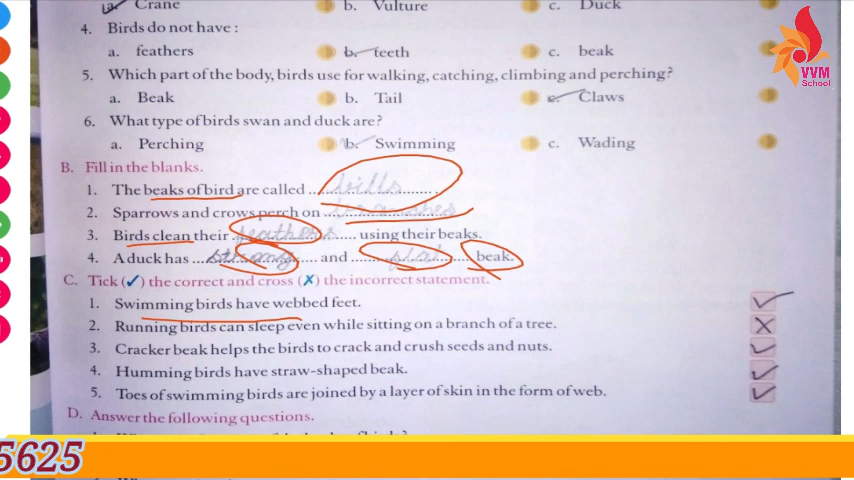 a. Crane b. Vulture c. Duck
4. Birds do not have :
a. feathers b. teeth c. beak
5. Which part of the body, birds use for walking, catching, climbing and perching?
a. Beak b. Tail c. Claws
6. What type of birds swan and duck are?
a. Perching b. Swimming c. Wading
B. Fill in the blanks.
1. The beaks of bird are called ....bills....
2. Sparrows and crows perch on ....branches....
3. Birds clean their ....feathers.... using their beaks.
4. A duck has ....strong.... and ........ beak.
C. Tick (✓) the correct and cross (✗) the incorrect statement.
1. Swimming birds have webbed feet. ✓
2. Running birds can sleep even while sitting on a branch of a tree. ✗
3. Cracker beak helps the birds to crack and crush seeds and nuts. ✓
4. Humming birds have straw-shaped beak. ✓
5. Toes of swimming birds are joined by a layer of skin in the form of web. ✓
D. Answer the following questions.
VVM
School
5625